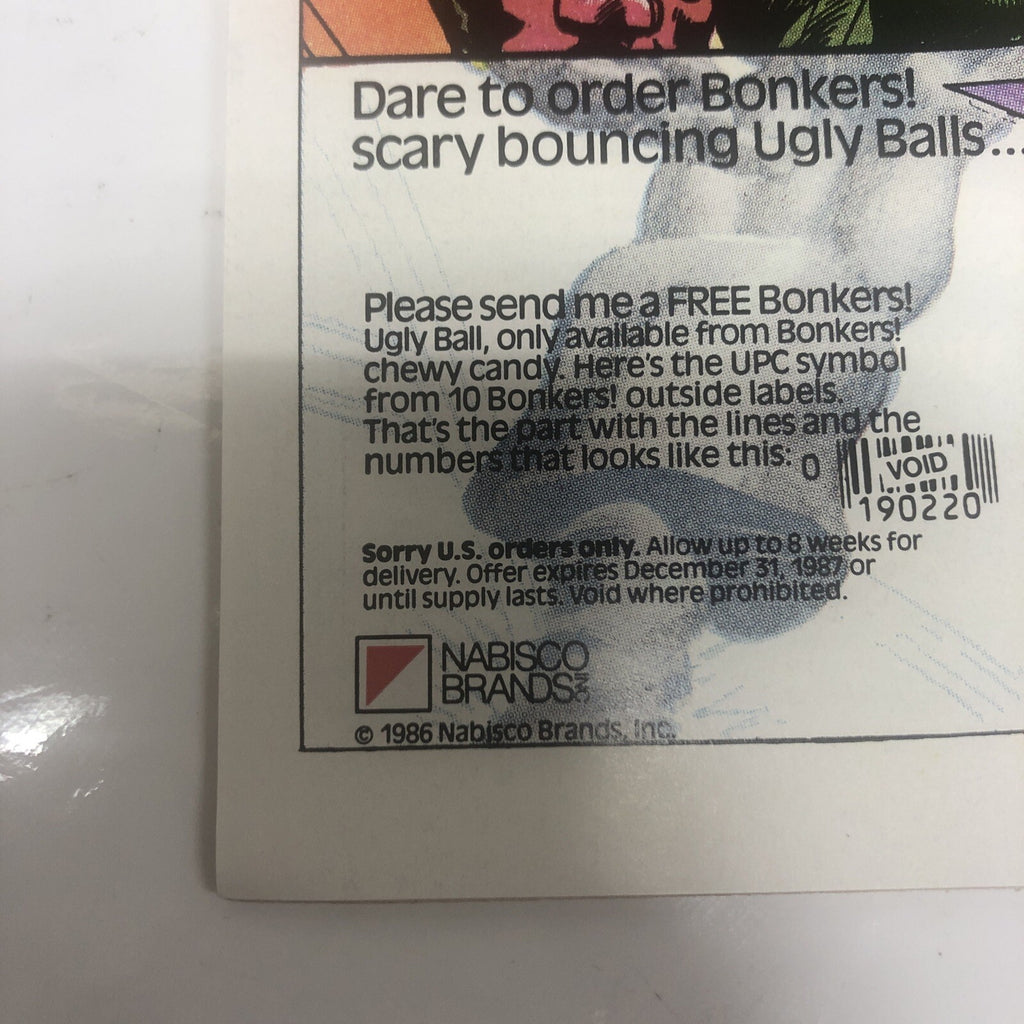 Dare to order Bonkers!
scary bouncing Ugly Balls...
Please send me a FREE Bonkers!
Ugly Ball, only available from Bonkers!
chewy candy. Here's the UPC symbol
from 10 Bonkers! outside labels.
That's the part with the lines and the
numbers that looks like this: 0
VOID
190220
Sorry U.S. orders only. Allow up to 8 weeks for
delivery. Offer expires December 31, 1987 or
until supply lasts. Void where prohibited.
NABISCO
BRANDS INC
© 1986 Nabisco Brands, Inc.